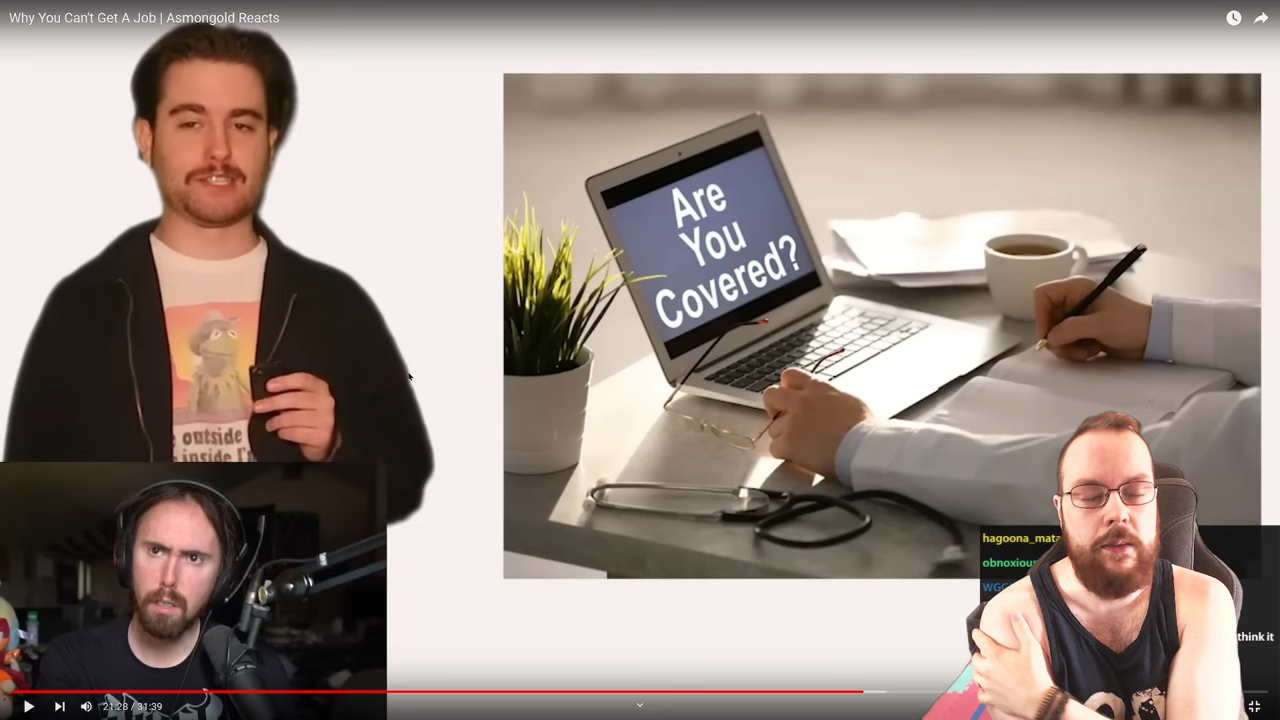 Why You Can't Get A Job | Asmongold Reacts
Are
You
Covered?
outside
inside I'
hagoona_mata
obnoxious
think it
21:28 / 31:39